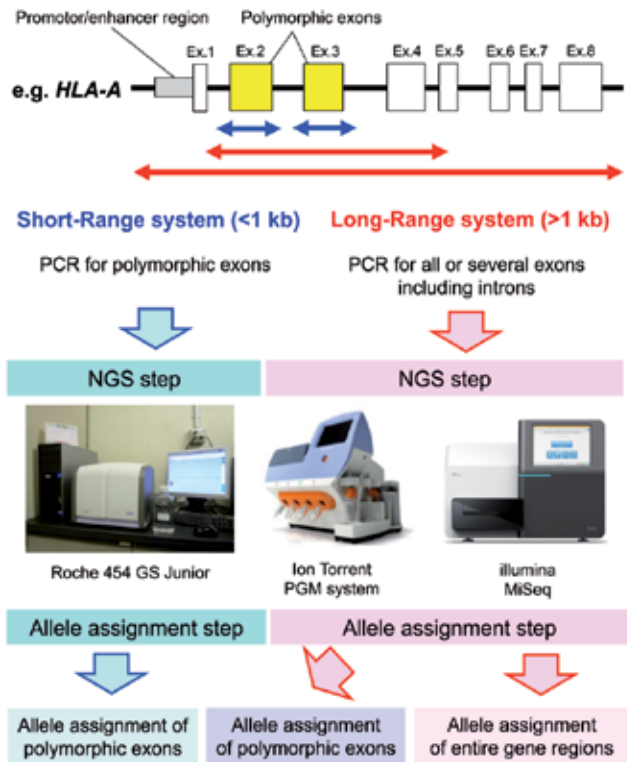 Promotor/enhancer region
Polymorphic exons
Ex.1 Ex.2 Ex.3 Ex.4 Ex.5 Ex.6 Ex.7 Ex.8
e.g. HLA-A
Short-Range system (<1 kb)
Long-Range system (>1 kb)
PCR for polymorphic exons
PCR for all or several exons
including introns
NGS step
NGS step
Roche 454 GS Junior
Ion Torrent
PGM system
illumina
MiSeq
Allele assignment step
Allele assignment step
Allele assignment of
polymorphic exons
Allele assignment
of polymorphic exons
Allele assignment
of entire gene regions